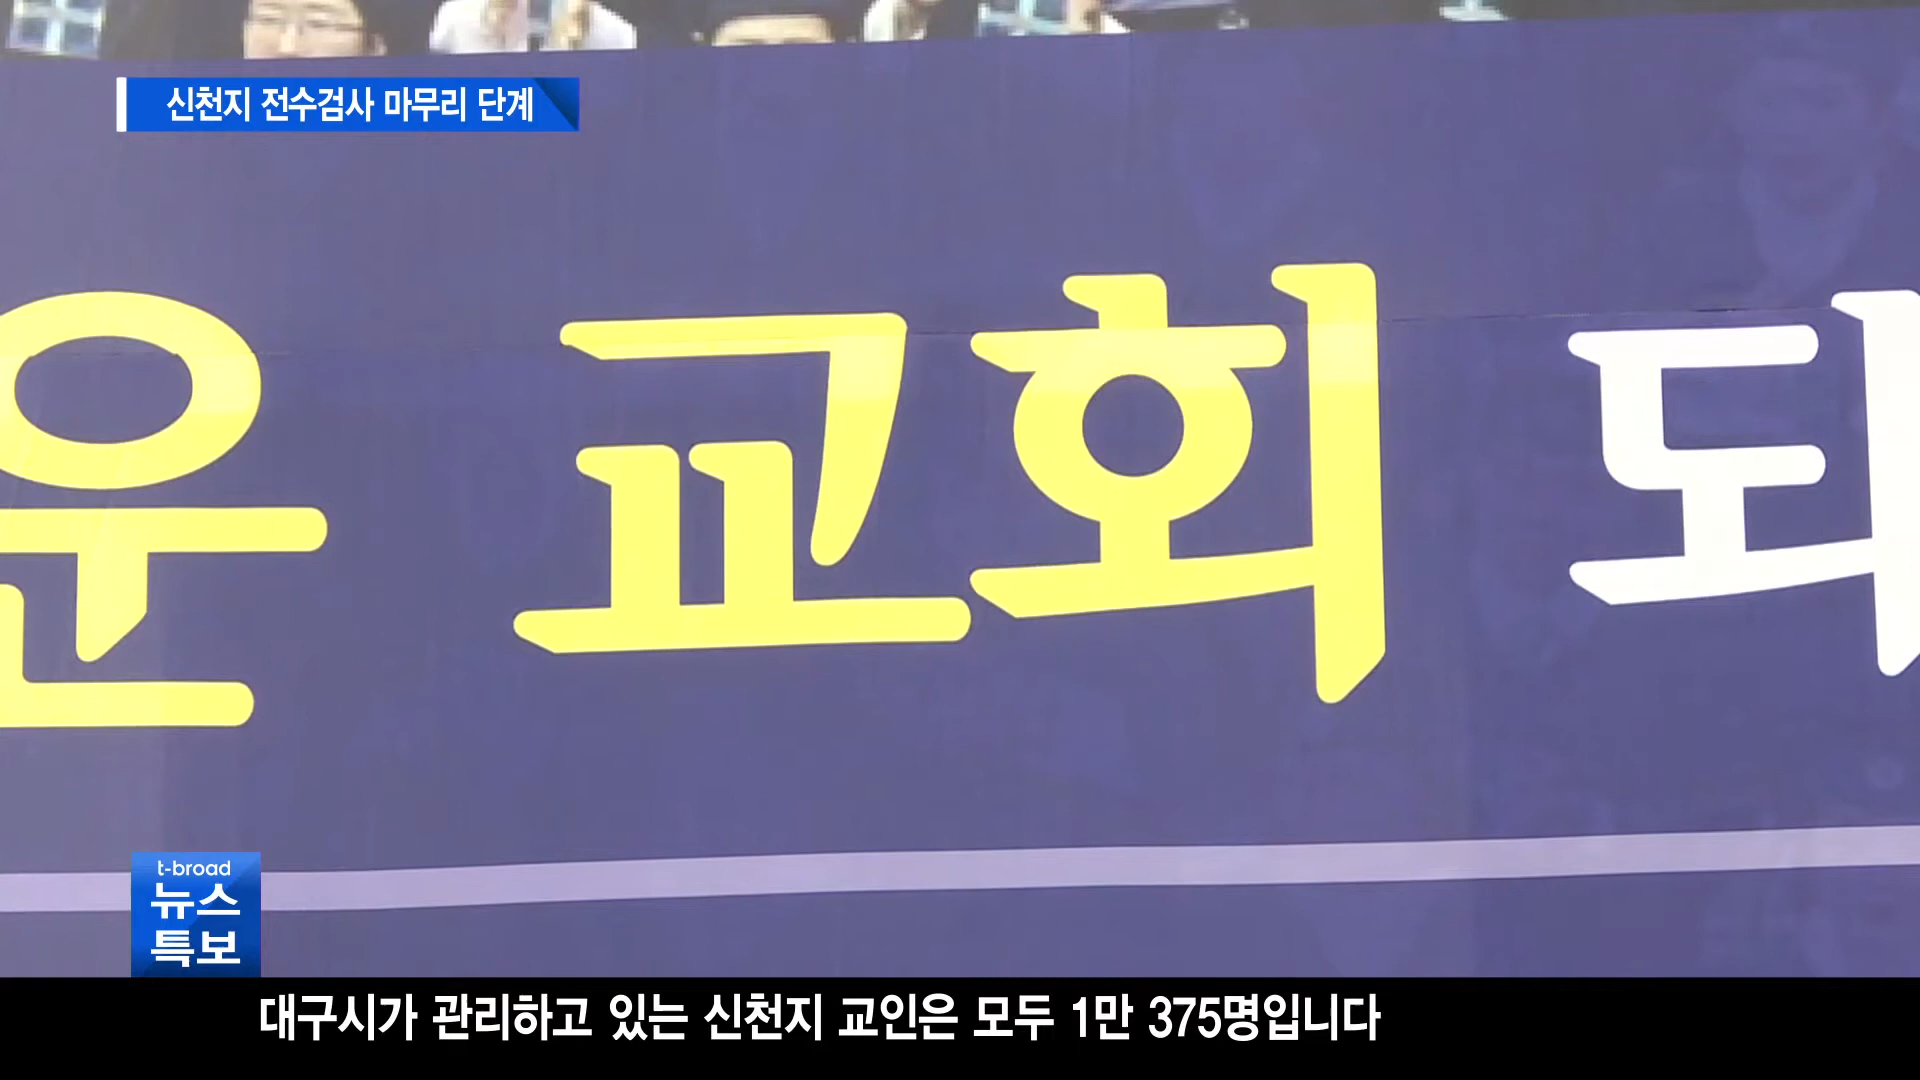 신천지 전수검사 마무리 단계
운 교회 되
t-broad
뉴스
특보
대구시가 관리하고 있는 신천지 교인은 모두 1만 375명입니다